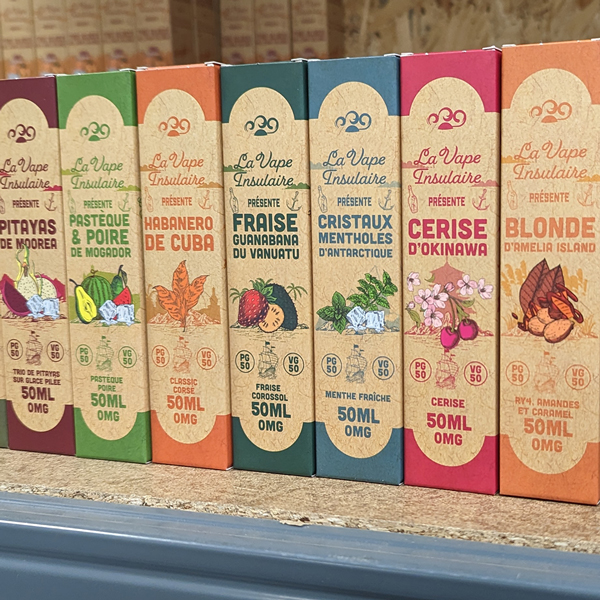 La Vape
Insulaire
PRÉSENTE
PITAYAS
DE MOOREA
PG
50
VG
50
TRIO DE PITAYAS
SUR GLACE PILÉE
50ML
0MG
La Vape
Insulaire
PRÉSENTE
PASTÈQUE
& POIRE
DE MOGADOR
PG
50
VG
50
PASTÈQUE
POIRE
50ML
0MG
La Vape
Insulaire
PRÉSENTE
HABANERO
DE CUBA
PG
50
VG
50
CLASSIC
CORSE
50ML
0MG
La Vape
Insulaire
PRÉSENTE
FRAISE
GUANABANA
DU VANUATU
PG
50
VG
50
FRAISE
COROSSOL
50ML
0MG
La Vape
Insulaire
PRÉSENTE
CRISTAUX
MENTHOLES
D'ANTARCTIQUE
PG
50
VG
50
MENTHE FRAÎCHE
50ML
0MG
La Vape
Insulaire
PRÉSENTE
CERISE
D'OKINAWA
PG
50
VG
50
CERISE
50ML
0MG
La Vape
Insulaire
PRÉSENTE
BLONDE
D'AMELIA ISLAND
PG
50
VG
50
RY4, AMANDES
ET CARAMEL
50ML
0MG